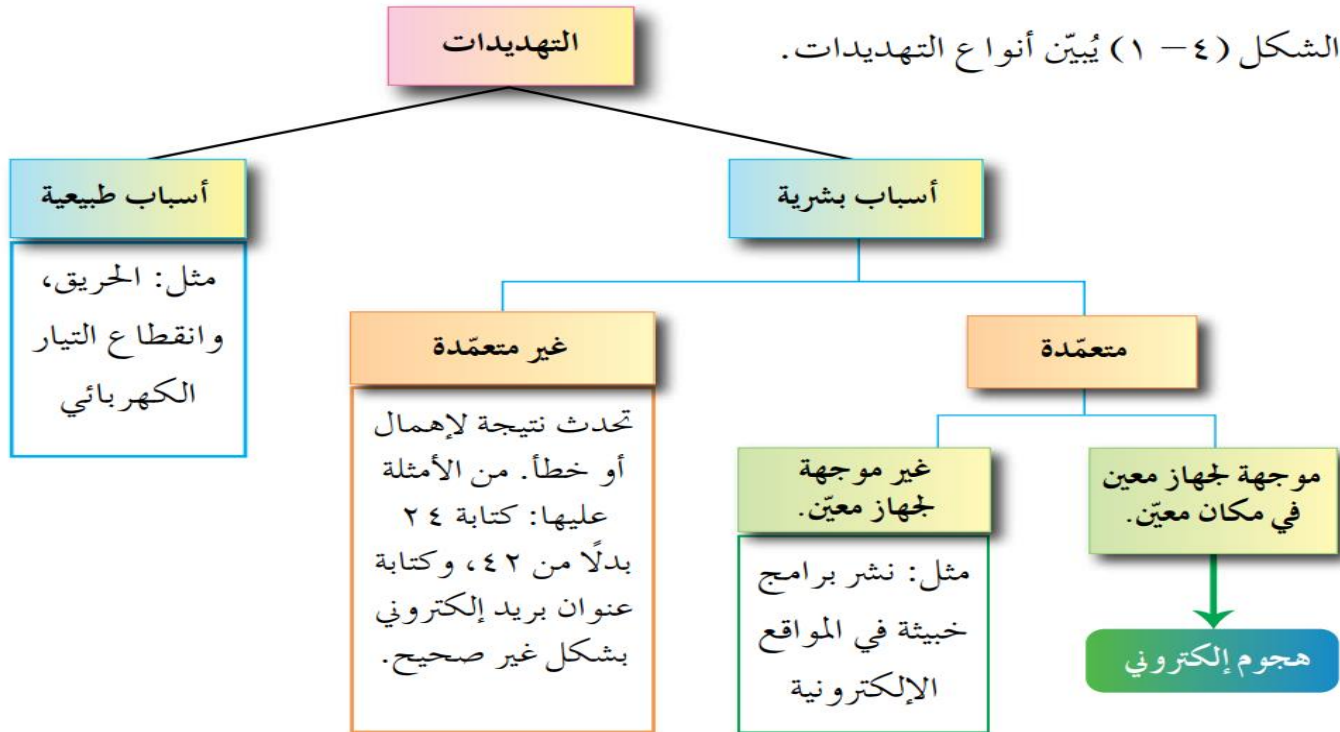 الشكل (٤ – ١) يُبيّن أنواع التهديدات.
التهديدات
أسباب بشرية
أسباب طبيعية
مثل: الحريق،
وانقطاع التيار
الكهربائي
متعمّدة
غير متعمّدة
تحدث نتيجة لإهمال
أو خطأ. من الأمثلة
عليها: كتابة ٢٤
بدلًا من ٤٢، وكتابة
عنوان بريد إلكتروني
بشكل غير صحيح.
موجهة لجهاز معين
في مكان معيّن.
هجوم إلكتروني
غير موجهة
لجهاز معيّن.
مثل: نشر برامج
خبيثة في المواقع
الإلكترونية